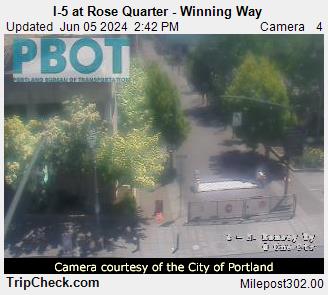 I-5 at Rose Quarter - Winning Way
Updated Jun 05 2024 2:42 PM Camera 4
PBOT
PORTLAND BUREAU OF TRANSPORTATION
Camera courtesy of the City of Portland
TripCheck.com Milepost302.00